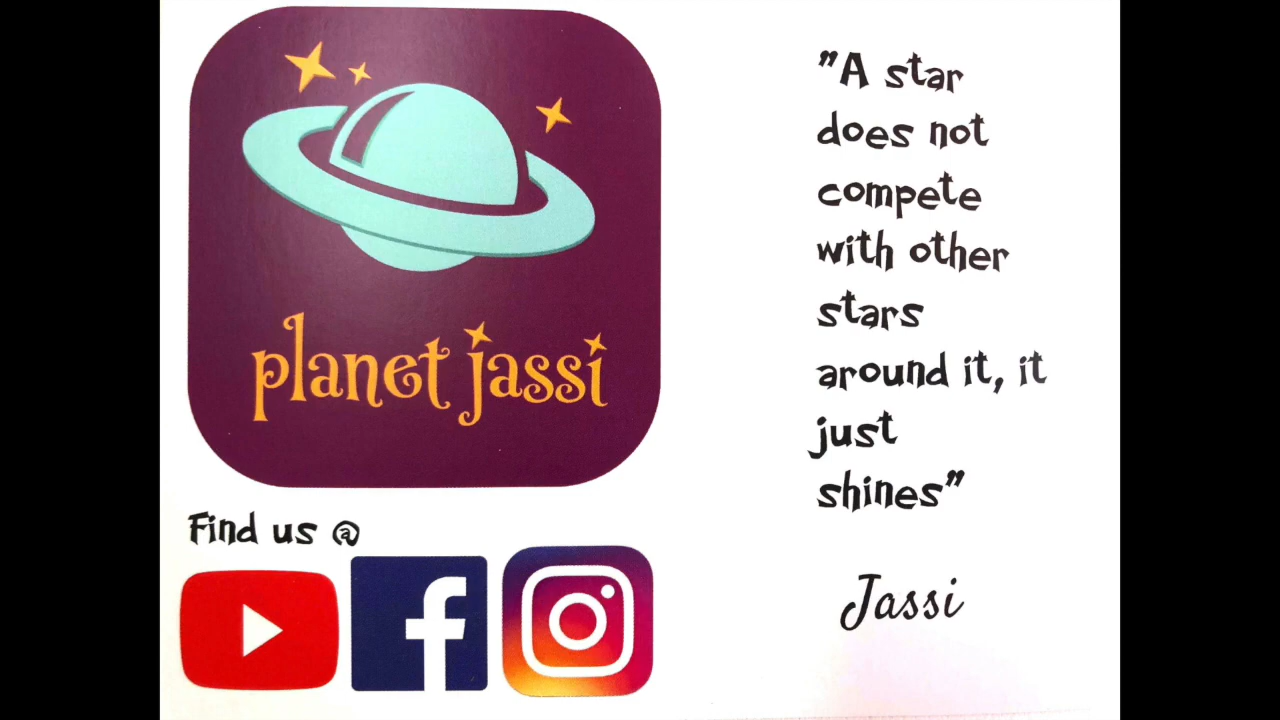 planet jassi
Find us @
"A star
does not
compete
with other
stars
around it, it
just
shines"
Jassi